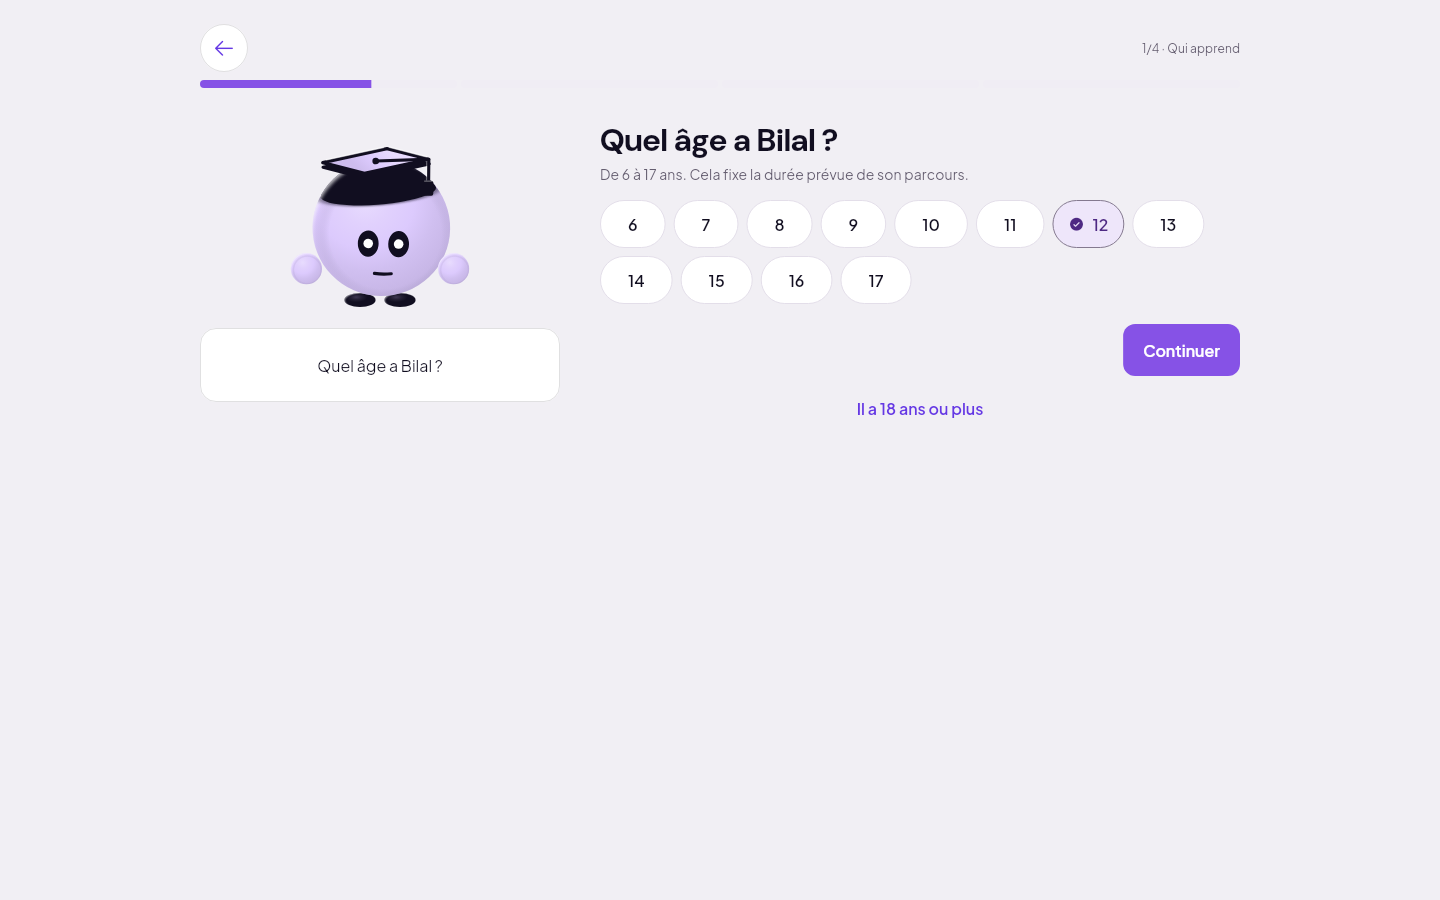 1/4 · Qui apprend
Quel âge a Bilal ?
De 6 à 17 ans. Cela fixe la durée prévue de son parcours.
6 7 8 9 10 11 12 13
14 15 16 17
Quel âge a Bilal ?
Continuer
Il a 18 ans ou plus